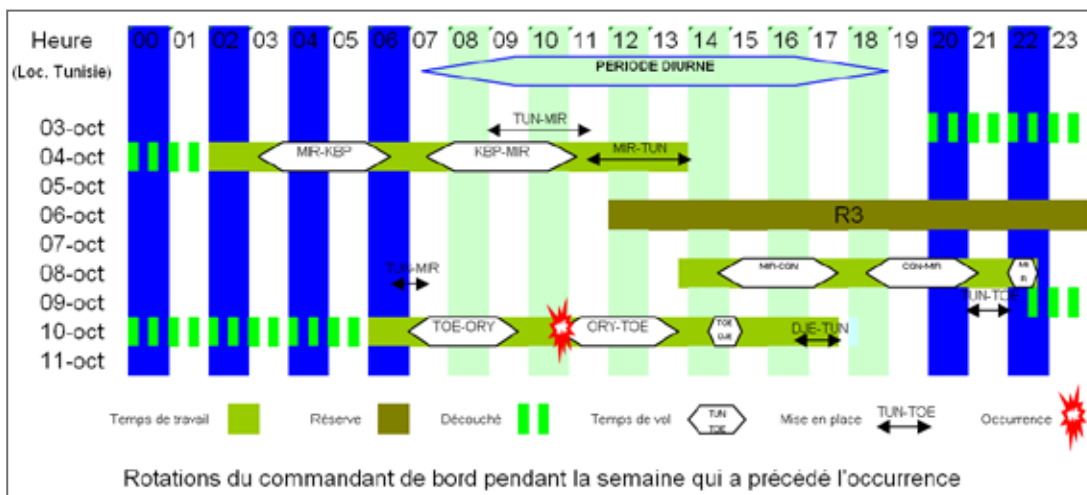 Heure 00 01 02 03 04 05 06 07 08 09 10 11 12 13 14 15 16 17 18 19 20 21 22 23
(Loc. Tunisie) PERIODE DIURNE
03-oct TUN-MIR
04-oct MIR-KBP KBP-MIR MIR-TUN
05-oct
06-oct R3
07-oct
08-oct TUN-MIR MIR-CGN CGN-MIR
09-oct TUN-TOE
10-oct TOE-ORY ORY-TOE TOE DJE DJE-TUN
11-oct
Temps de travail Réserve Découché Temps de vol TUN TOE Mise en place TUN-TOE Occurrence
Rotations du commandant de bord pendant la semaine qui a précédé l'occurrence